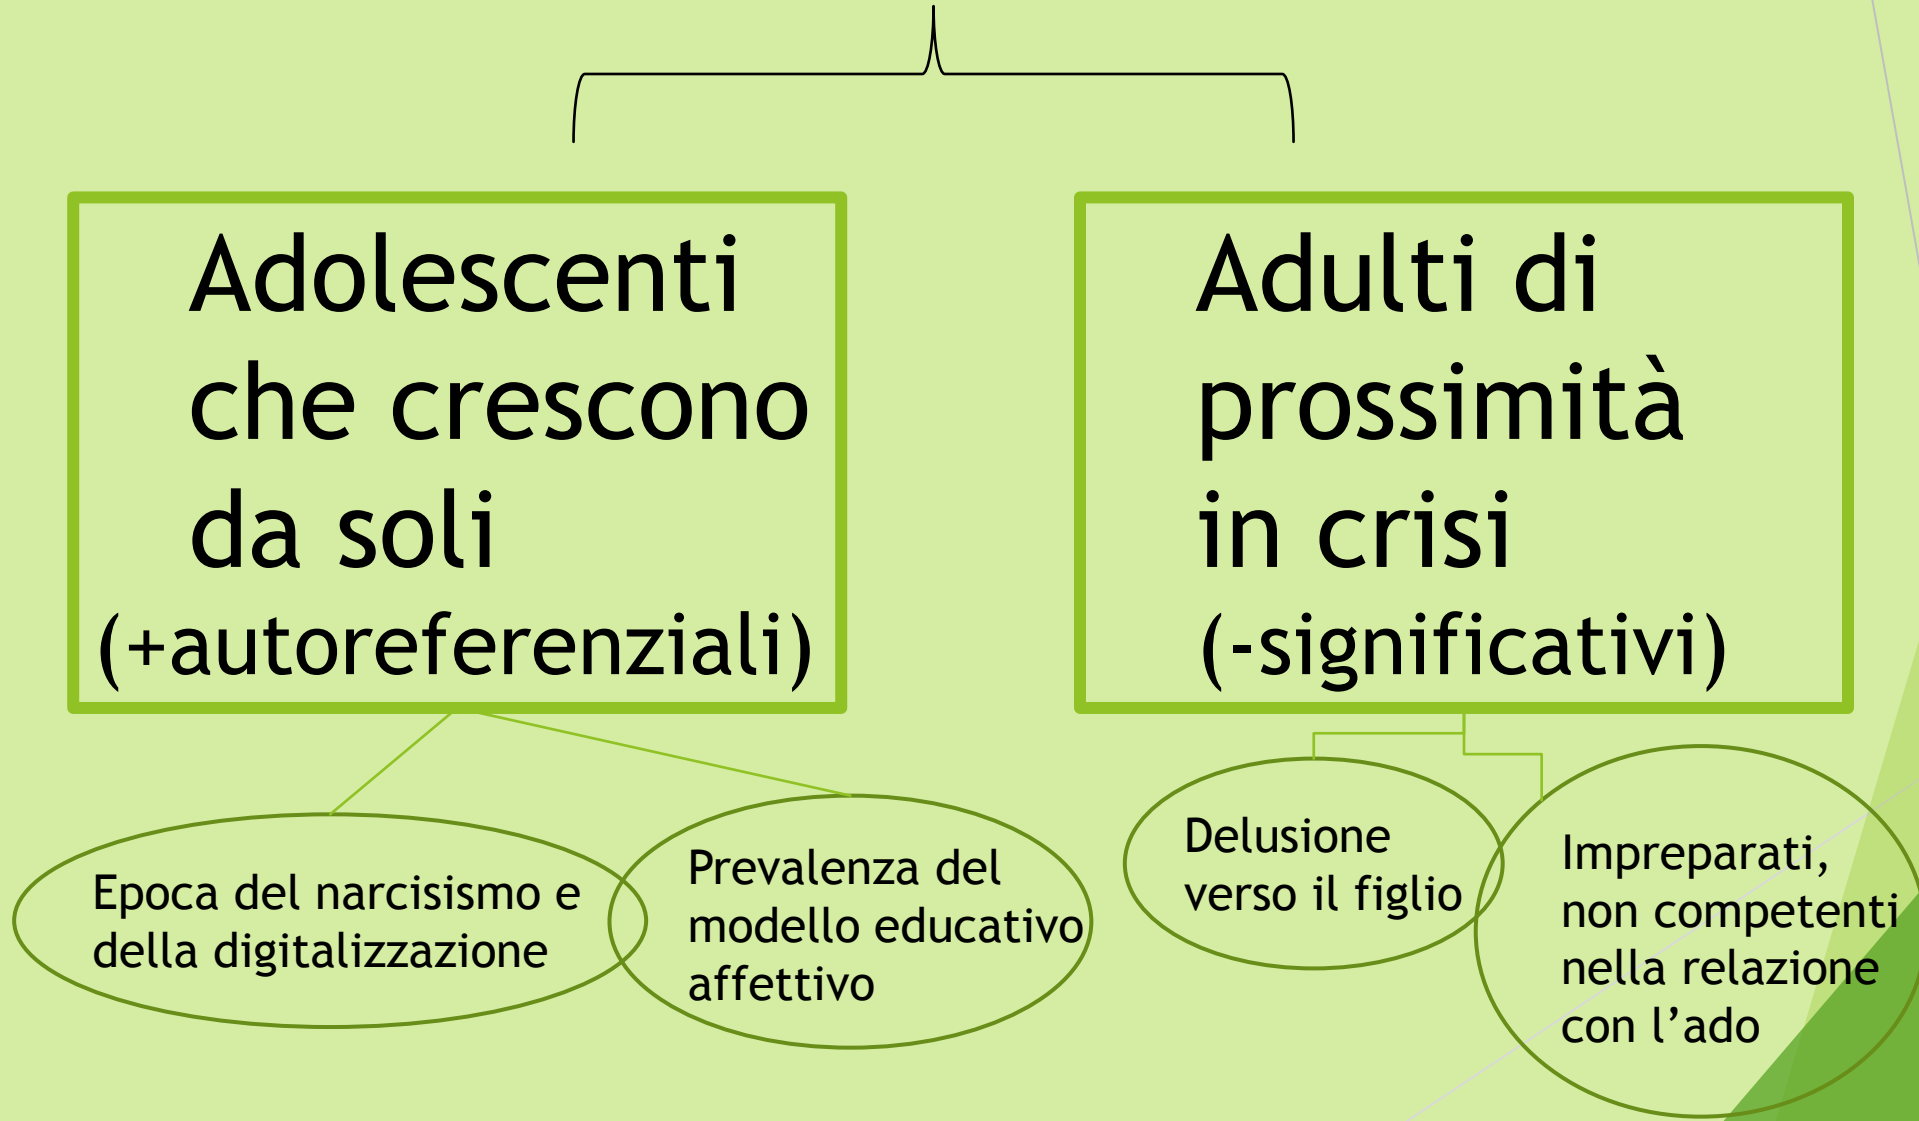 Adolescenti
che crescono
da soli
(+autoreferenziali)
Adulti di
prossimità
in crisi
(-significativi)
Epoca del narcisismo e
della digitalizzazione
Prevalenza del
modello educativo
affettivo
Delusione
verso il figlio
Impreparati,
non competenti
nella relazione
con l’ado